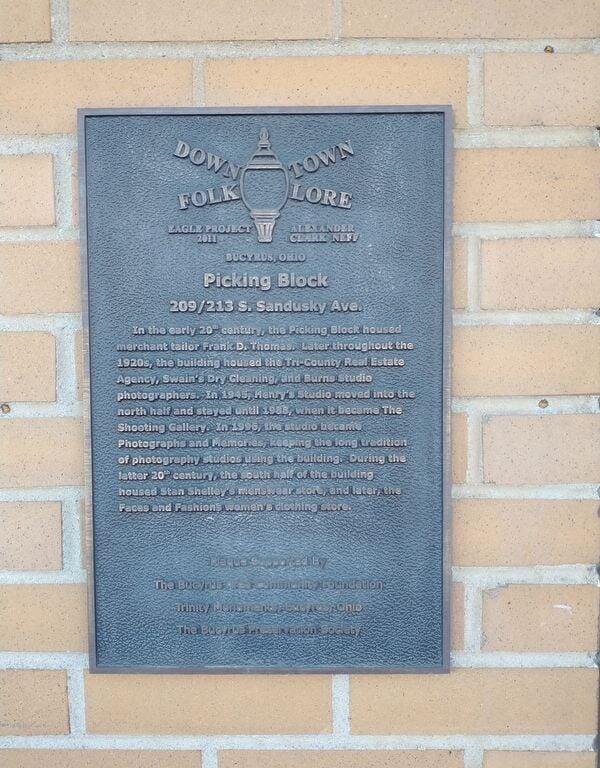 DOWN TOWN
FOLK LORE
EAGLE PROJECT ALEXANDER
2011 CLARK NEFF
BUCYRUS, OHIO
Picking Block
209/213 S. Sandusky Ave.
In the early 20th century, the Picking Block housed
merchant tailor Frank D. Thomas. Later throughout the
1920s, the building housed the Tri-County Real Estate
Agency, Swain's Dry Cleaning, and Burns Studio
photographers. In 1945, Henry's Studio moved into the
north half and stayed until 1988, when it became The
Shooting Gallery. In 1996, the studio became
Photographs and Memories, keeping the long tradition
of photography studios using the building. During the
latter 20th century, the south half of the building
housed Stan Shelley's menswear store, and later, the
Faces and Fashions women's clothing store.
Plaque Supported By
The Bucyrus Area Community Foundation
Trinity Monuments, Bucyrus, Ohio
The Bucyrus Preservation Society